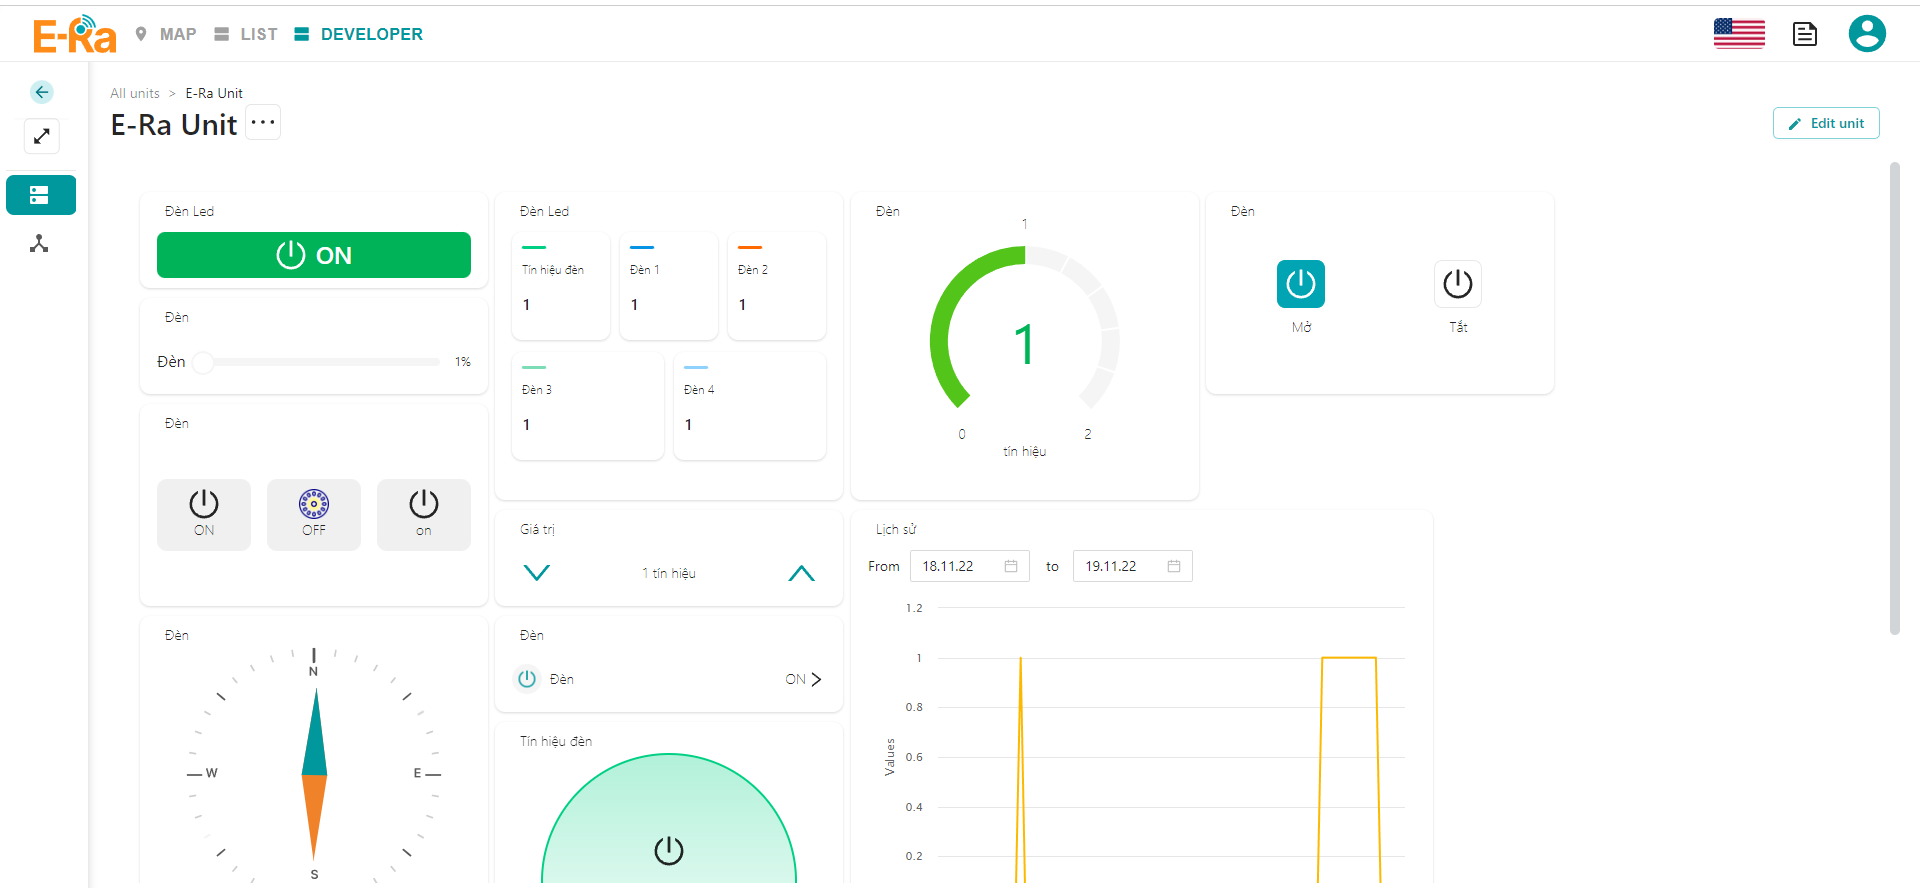 E-Ra MAP LIST DEVELOPER
All units > E-Ra Unit
E-Ra Unit ...
Edit unit
Đèn Led
ON
Đèn
Đèn 1%
Đèn
ON OFF on
Đèn
N
W E
S
Đèn Led
Tín hiệu đèn Đèn 1 Đèn 2
1 1 1
Đèn 3 Đèn 4
1 1
Giá trị
1 tín hiệu
Đèn
Đèn ON
Tín hiệu đèn
Đèn
1
1
0 2
tín hiệu
Đèn
Mở Tắt
Lịch sử
From 18.11.22 to 19.11.22
1.2
1
0.8
0.6
0.4
0.2
Values